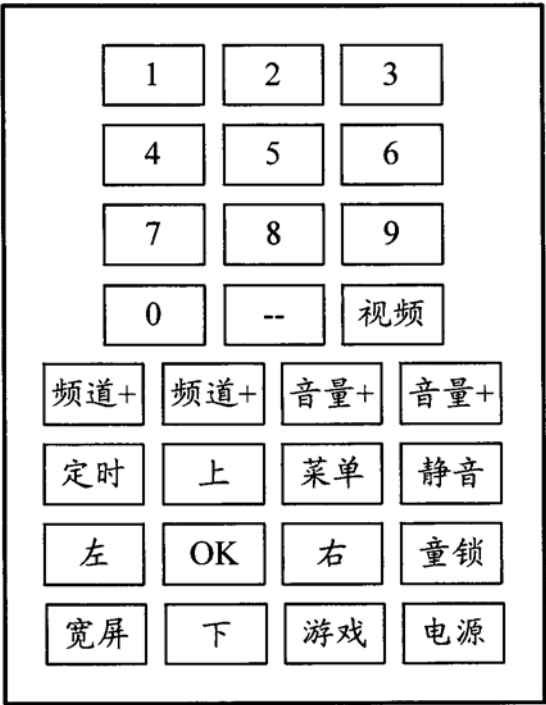 1 2 3
4 5 6
7 8 9
0 -- 视频
频道+ 频道+ 音量+ 音量+
定时 上 菜单 静音
左 OK 右 童锁
宽屏 下 游戏 电源